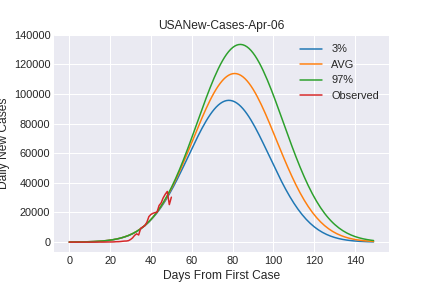 USANew-Cases-Apr-06
140000
120000
100000
80000
60000
40000
20000
0
Daily New Cases
3%
AVG
97%
Observed
0 20 40 60 80 100 120 140
Days From First Case